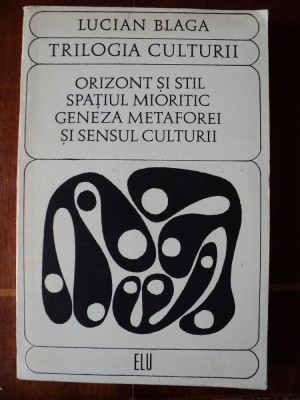 LUCIAN BLAGA
TRILOGIA CULTURII
ORIZONT ȘI STIL
SPAȚIUL MIORITIC
GENEZA METAFOREI
ȘI SENSUL CULTURII
ELU